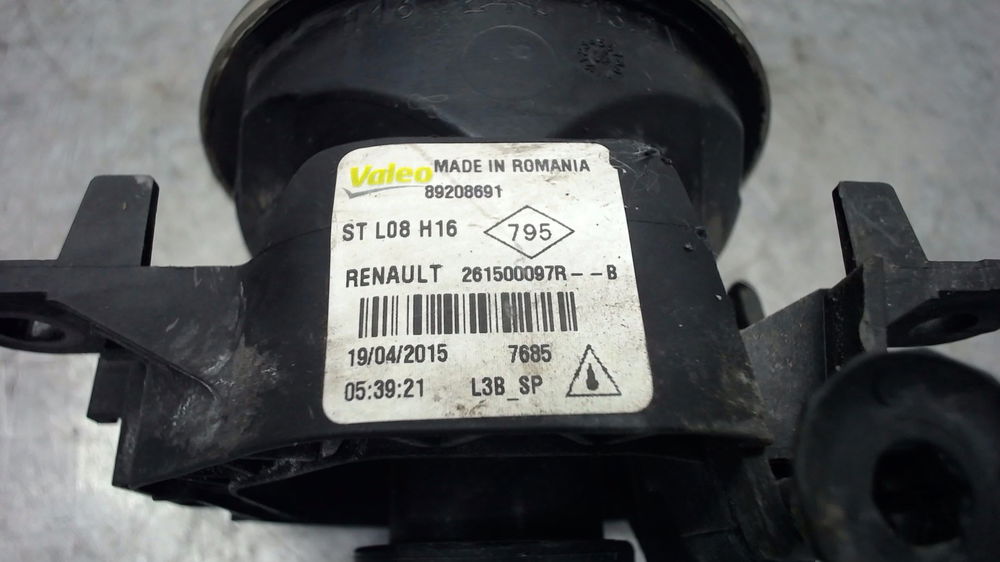 Valeo MADE IN ROMANIA
89208691
ST L08 H16 795
RENAULT 261500097R--B
19/04/2015 7685
05:39:21 L3B_SP